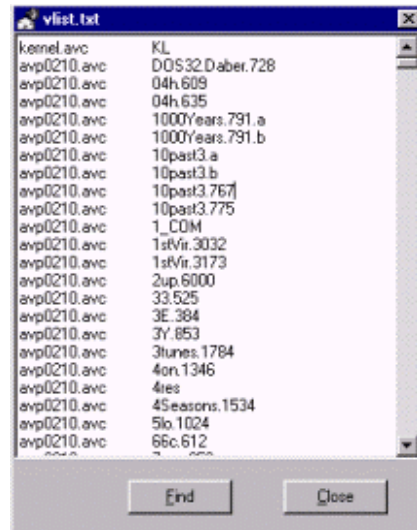 vlist.txt
kernel.avc KL
avp0210.avc DOS32.Daber.728
avp0210.avc 04h.609
avp0210.avc 04h.635
avp0210.avc 1000Years.791.a
avp0210.avc 1000Years.791.b
avp0210.avc 10past3.a
avp0210.avc 10past3.b
avp0210.avc 10past3.767
avp0210.avc 10past3.775
avp0210.avc 1_COM
avp0210.avc 1stVir.3032
avp0210.avc 1stVir.3173
avp0210.avc 2up.6000
avp0210.avc 33.525
avp0210.avc 3E.384
avp0210.avc 3Y.853
avp0210.avc 3tunes.1784
avp0210.avc 4on.1346
avp0210.avc 4res
avp0210.avc 4Seasons.1534
avp0210.avc 5lo.1024
avp0210.avc 66c.612
Find Close